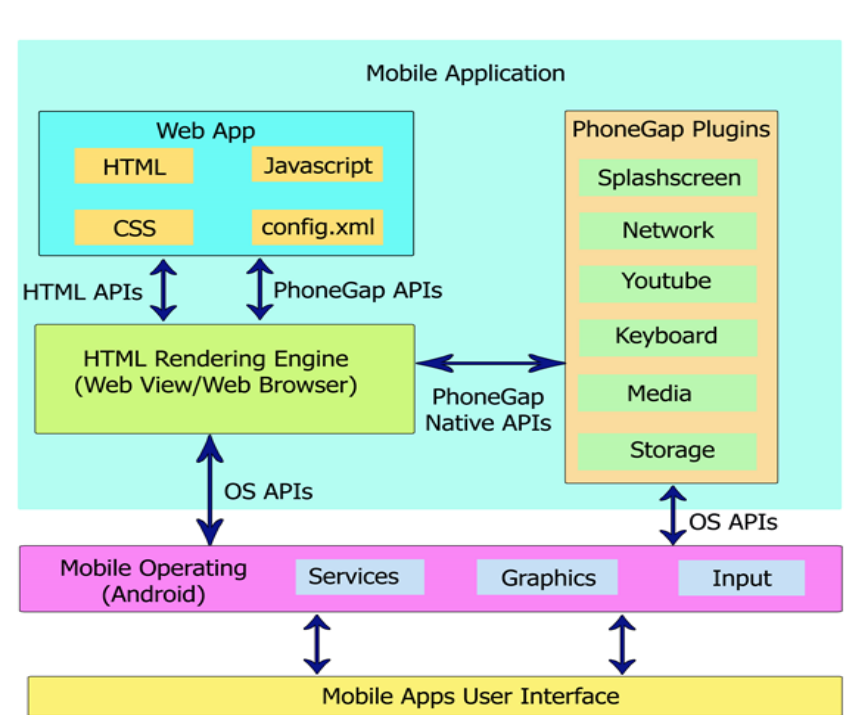 Mobile Application
Web App
HTML
Javascript
CSS
config.xml
PhoneGap Plugins
Splashscreen
Network
Youtube
Keyboard
Media
Storage
HTML APIs
PhoneGap APIs
HTML Rendering Engine
(Web View/Web Browser)
PhoneGap
Native APIs
OS APIs
OS APIs
Mobile Operating
(Android)
Services
Graphics
Input
Mobile Apps User Interface